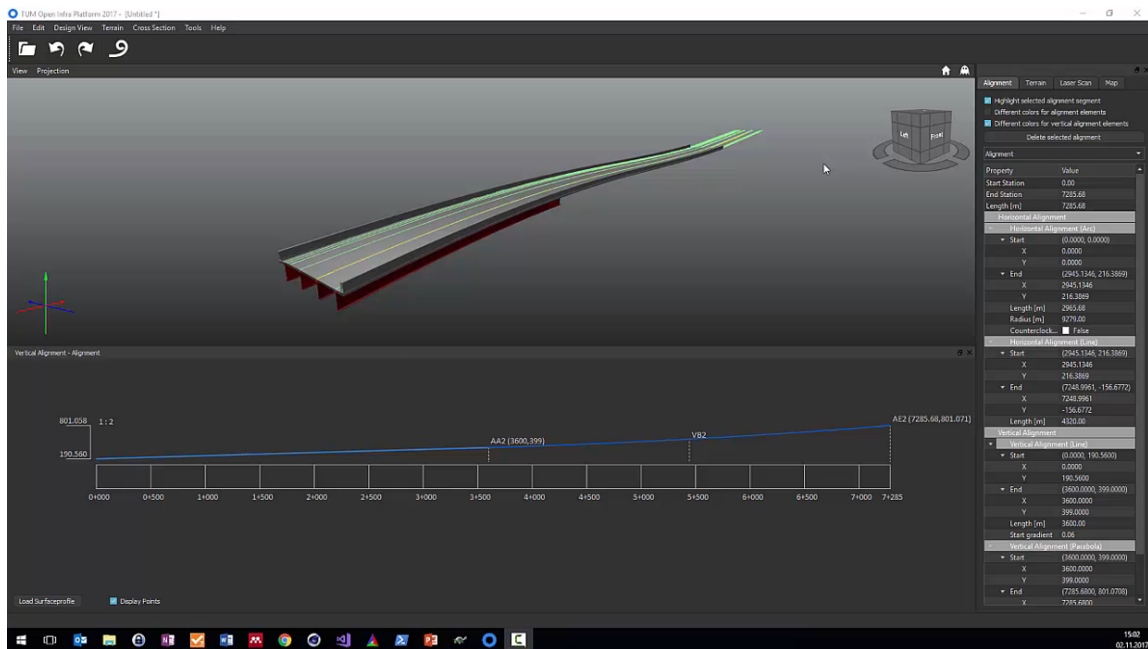 TUM Open Infra Platform 2017 - [Untitled *]
File Edit Design View Terrain Cross Section Tools Help
View Projection
Left Front
Alignment Terrain Laser Scan Map
Highlight selected alignment segment
Different colors for alignment elements
Different colors for vertical alignment elements
Delete selected alignment
Alignment
Property Value
Start Station 0.00
End Station 7285.68
Length [m] 7285.68
Horizontal Alignment
Horizontal Alignment (Arc)
Start (0.0000, 0.0000)
X 0.0000
Y 0.0000
End (2945.1346, 216.3869)
X 2945.1346
Y 216.3869
Length [m] 2965.68
Radius [m] 9279.00
Counterclock... False
Horizontal Alignment (Line)
Start (2945.1346, 216.3869)
X 2945.1346
Y 216.3869
End (7248.9961, -156.6772)
X 7248.9961
Y -156.6772
Length [m] 4320.00
Vertical Alignment
Vertical Alignment (Line)
Start (0.0000, 190.5600)
X 0.0000
Y 190.5600
End (3600.0000, 399.0000)
X 3600.0000
Y 399.0000
Length [m] 3600.00
Start gradient 0.06
Vertical Alignment (Parabola)
Start (3600.0000, 399.0000)
X 3600.0000
Y 399.0000
End (7285.6800, 801.0708)
X 7285.6800
Vertical Alignment - Alignment
801.058 1 : 2
190.560
AA2 (3600,399)
VB2
AE2 (7285.68,801.071)
0+000 0+500 1+000 1+500 2+000 2+500 3+000 3+500 4+000 4+500 5+000 5+500 6+000 6+500 7+000 7+285
Load Surfaceprofile Display Points
15:02
02.11.2017